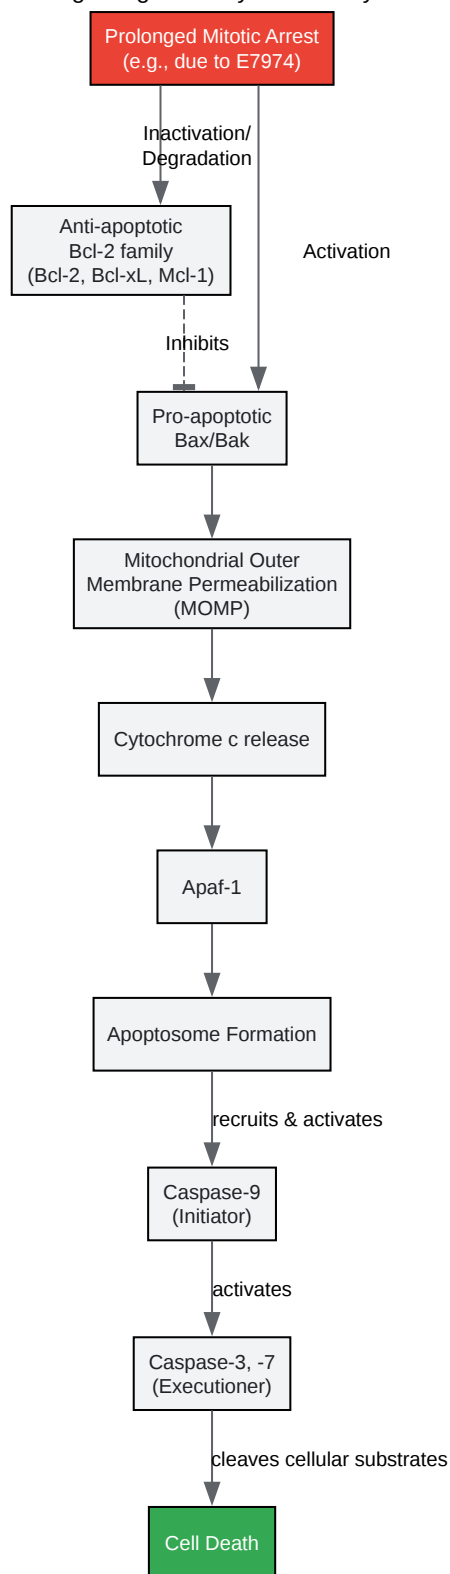 Prolonged Mitotic Arrest
(e.g., due to E7974)
Inactivation/
Degradation
Anti-apoptotic
Bcl-2 family
(Bcl-2, Bcl-xL, Mcl-1)
Activation
Inhibits
Pro-apoptotic
Bax/Bak
Mitochondrial Outer
Membrane Permeabilization
(MOMP)
Cytochrome c release
Apaf-1
Apoptosome Formation
recruits & activates
Caspase-9
(Initiator)
activates
Caspase-3, -7
(Executioner)
cleaves cellular substrates
Cell Death